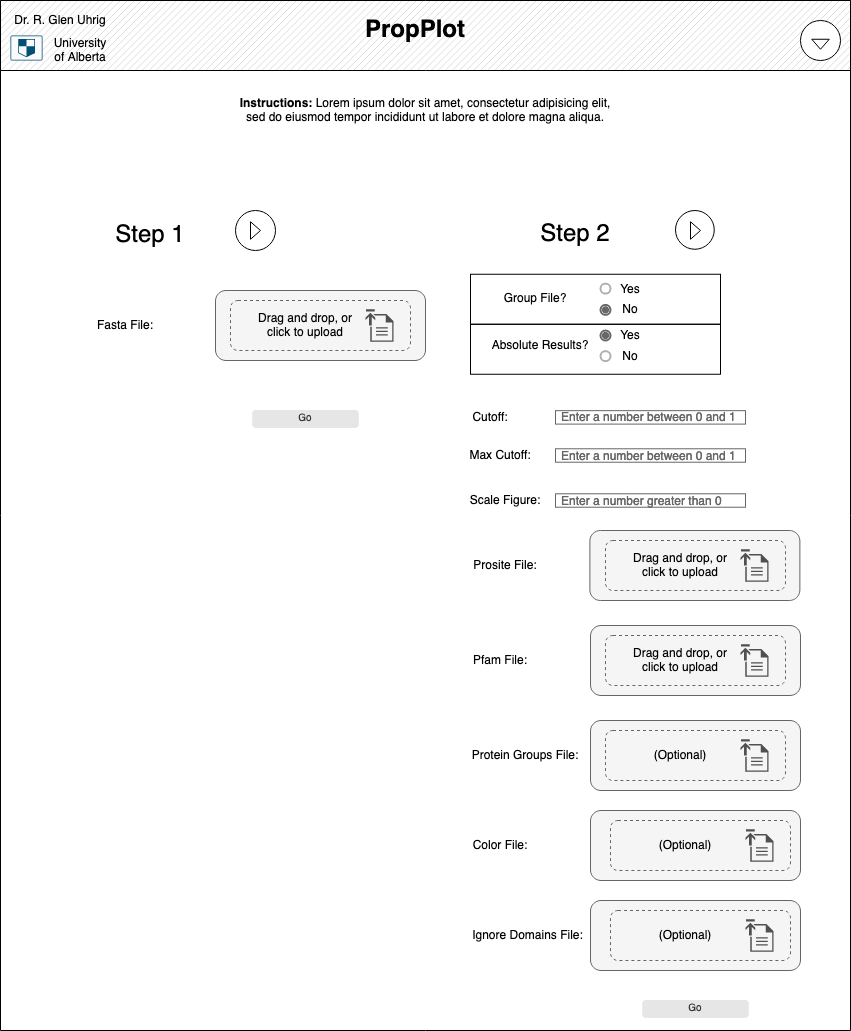 Dr. R. Glen Uhrig
University
of Alberta
PropPlot
Instructions: Lorem ipsum dolor sit amet, consectetur adipisicing elit,
sed do eiusmod tempor incididunt ut labore et dolore magna aliqua.
Step 1
Fasta File:
Drag and drop, or
click to upload
Go
Step 2
Group File?
Yes
No
Absolute Results?
Yes
No
Cutoff:
Enter a number between 0 and 1
Max Cutoff:
Enter a number between 0 and 1
Scale Figure:
Enter a number greater than 0
Prosite File:
Drag and drop, or
click to upload
Pfam File:
Drag and drop, or
click to upload
Protein Groups File:
(Optional)
Color File:
(Optional)
Ignore Domains File:
(Optional)
Go